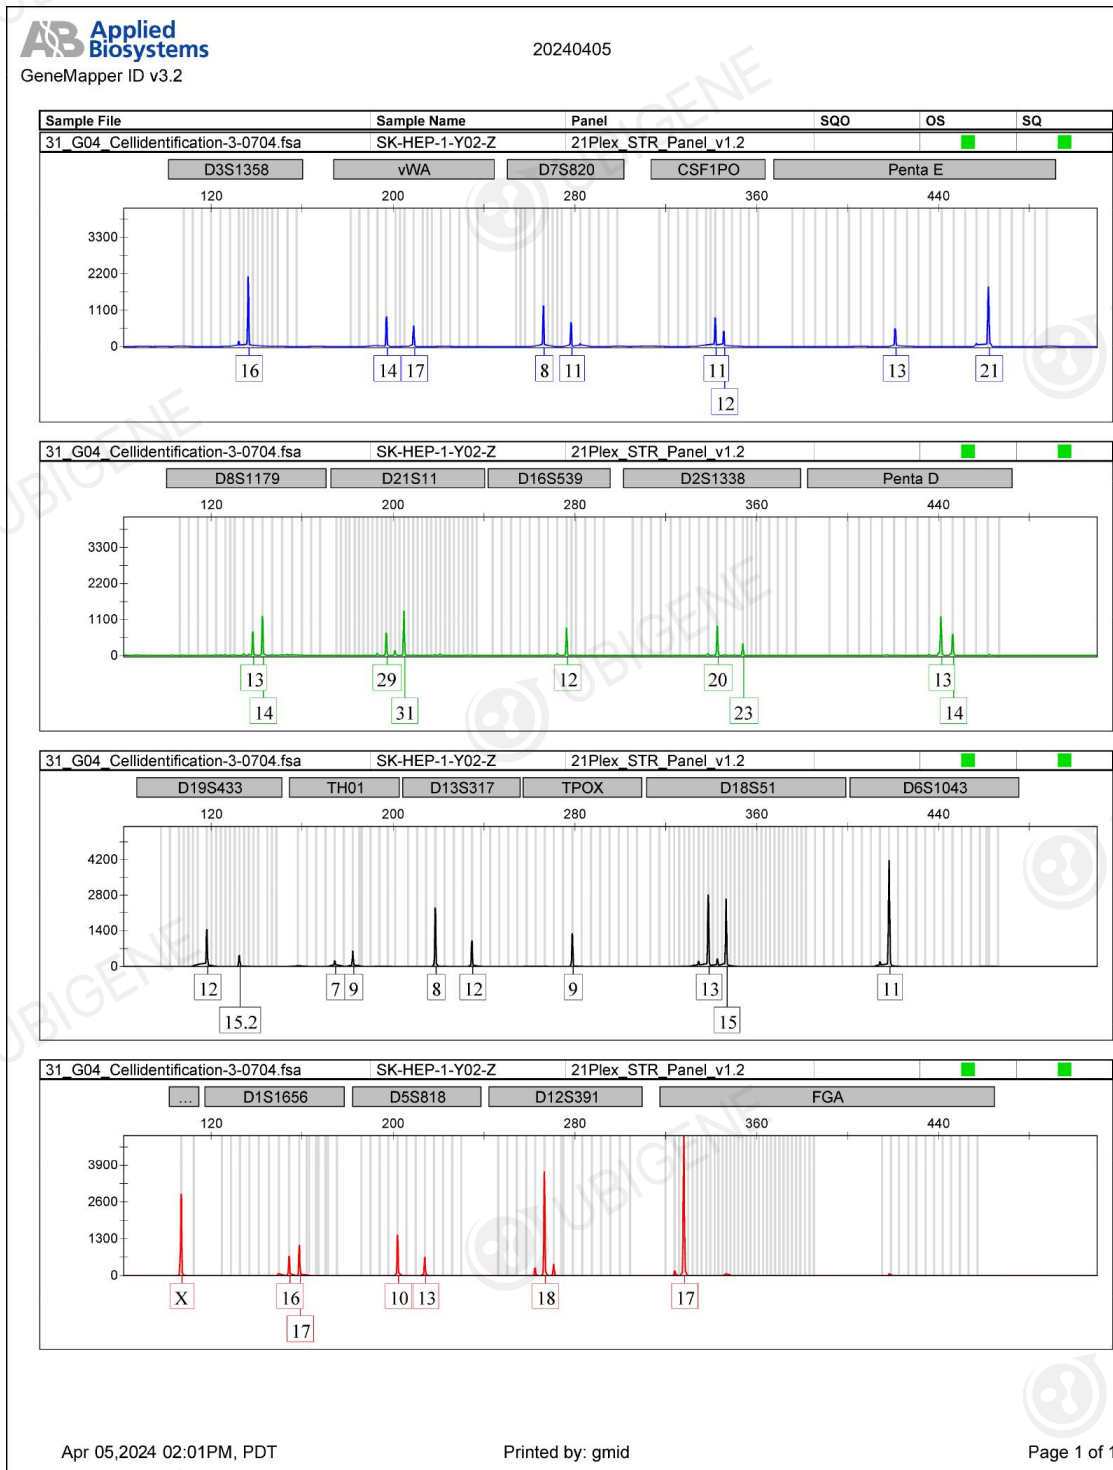 AB Applied
Biosystems
20240405
GeneMapper ID v3.2
Sample File Sample Name Panel SQO OS SQ
31_G04_Cellidentification-3-0704.fsa SK-HEP-1-Y02-Z 21Plex_STR_Panel_v1.2
D3S1358 vWA D7S820 CSF1PO Penta E
120 200 280 360 440
3300
2200
1100
0
16 14 17 8 11 11 13 21
12
31_G04_Cellidentification-3-0704.fsa SK-HEP-1-Y02-Z 21Plex_STR_Panel_v1.2
D8S1179 D21S11 D16S539 D2S1338 Penta D
120 200 280 360 440
3300
2200
1100
0
13 29 12 20 13
14 31 23 14
31_G04_Cellidentification-3-0704.fsa SK-HEP-1-Y02-Z 21Plex_STR_Panel_v1.2
D19S433 TH01 D13S317 TPOX D18S51 D6S1043
120 200 280 360 440
4200
2800
1400
0
12 7 9 8 12 9 13 11
15.2 15
31_G04_Cellidentification-3-0704.fsa SK-HEP-1-Y02-Z 21Plex_STR_Panel_v1.2
... D1S1656 D5S818 D12S391 FGA
120 200 280 360 440
3900
2600
1300
0
X 16 10 13 18 17
17
Apr 05,2024 02:01PM, PDT Printed by: gmid Page 1 of 1
UBIGENE
UBIGENE
UBIGENE
UBIGENE
UBIGENE